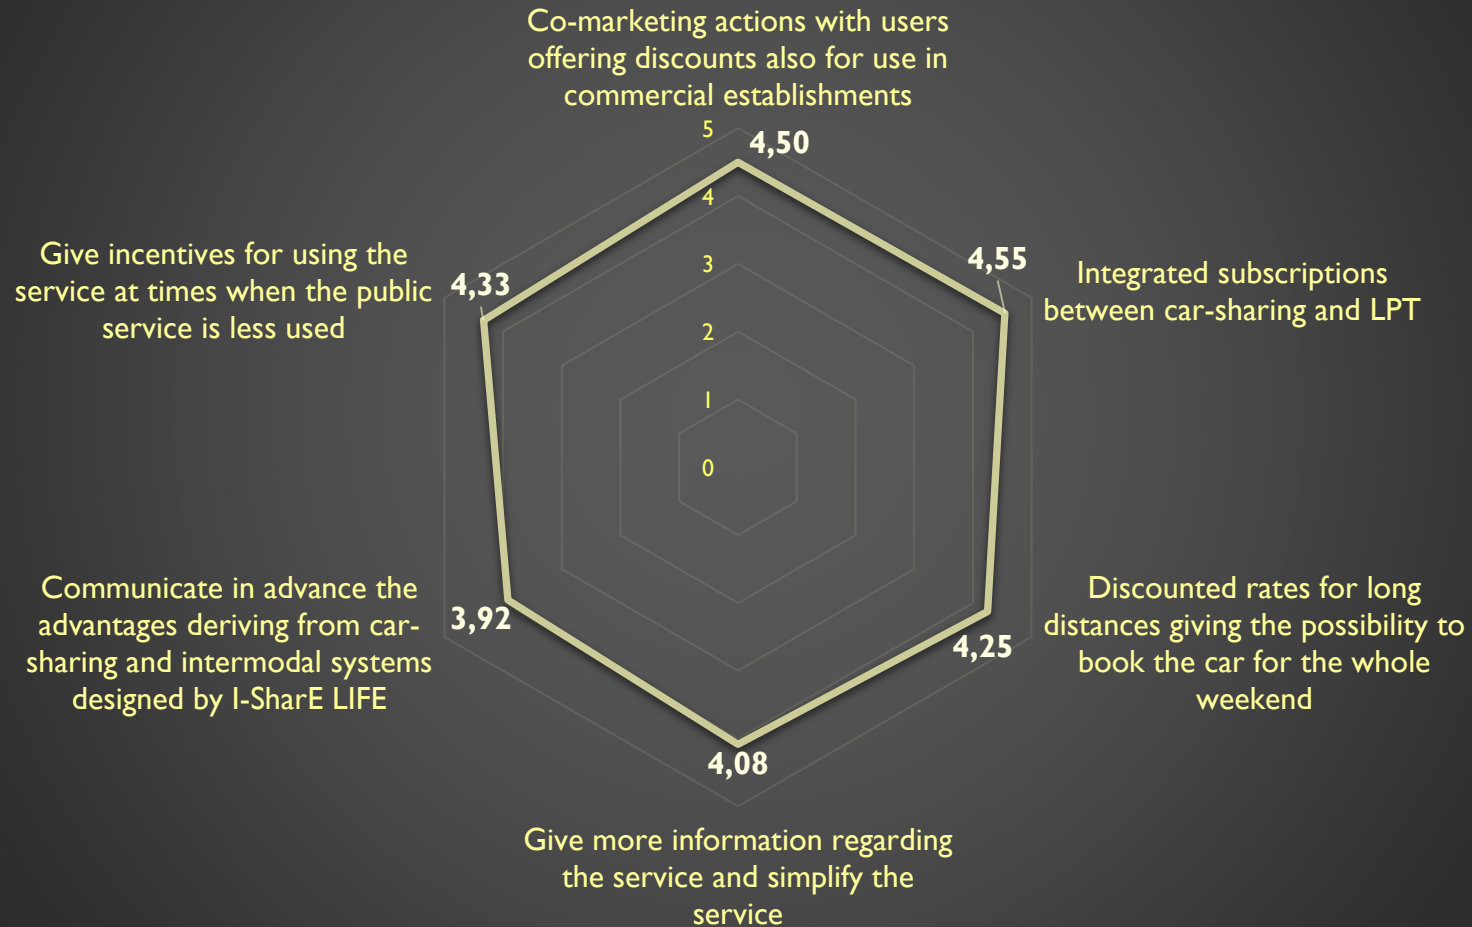 Co-marketing actions with users
offering discounts also for use in
commercial establishments
5
4,50
4
3
2
1
0
4,55
Integrated subscriptions
between car-sharing and LPT
Discounted rates for long
distances giving the possibility to
book the car for the whole
weekend
4,25
4,08
Give more information regarding
the service and simplify the
service
Communicate in advance the
advantages deriving from car-
sharing and intermodal systems
designed by I-SharE LIFE
3,92
Give incentives for using the
service at times when the public
service is less used
4,33